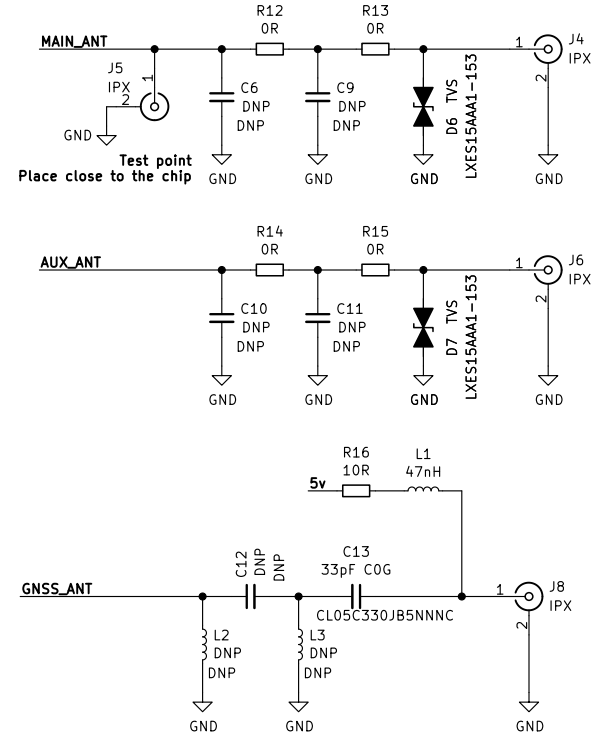 R12
0R
R13
0R
MAIN_ANT
1
J4
IPX
2
J5
IPX
1
2
GND
Test point
Place close to the chip
C6
DNP
DNP
GND
C9
DNP
DNP
GND
D6 TVS
LXES15AAA1-153
GND
GND
R14
0R
R15
0R
AUX_ANT
1
J6
IPX
2
C10
DNP
DNP
GND
C11
DNP
DNP
GND
D7 TVS
LXES15AAA1-153
GND
GND
R16
10R
L1
47nH
5v
C12
DNP
DNP
C13
33pF C0G
CL05C330JB5NNNC
GNSS_ANT
1
J8
IPX
2
L2
DNP
DNP
GND
L3
DNP
DNP
GND
GND